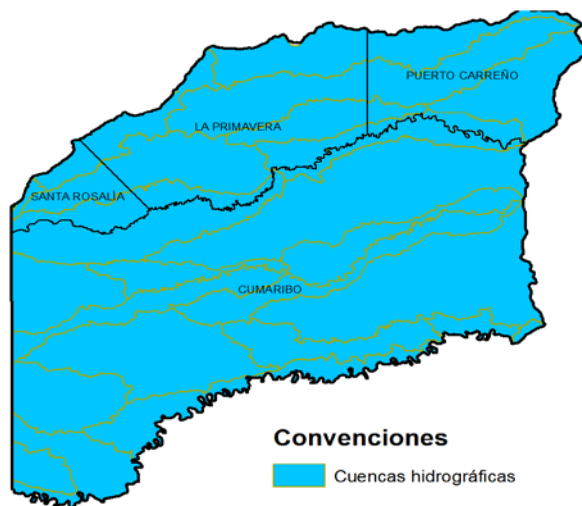 PUERTO CARREÑO
LA PRIMAVERA
SANTA ROSALÍA
CUMARIBO
Convenciones
Cuencas hidrográficas